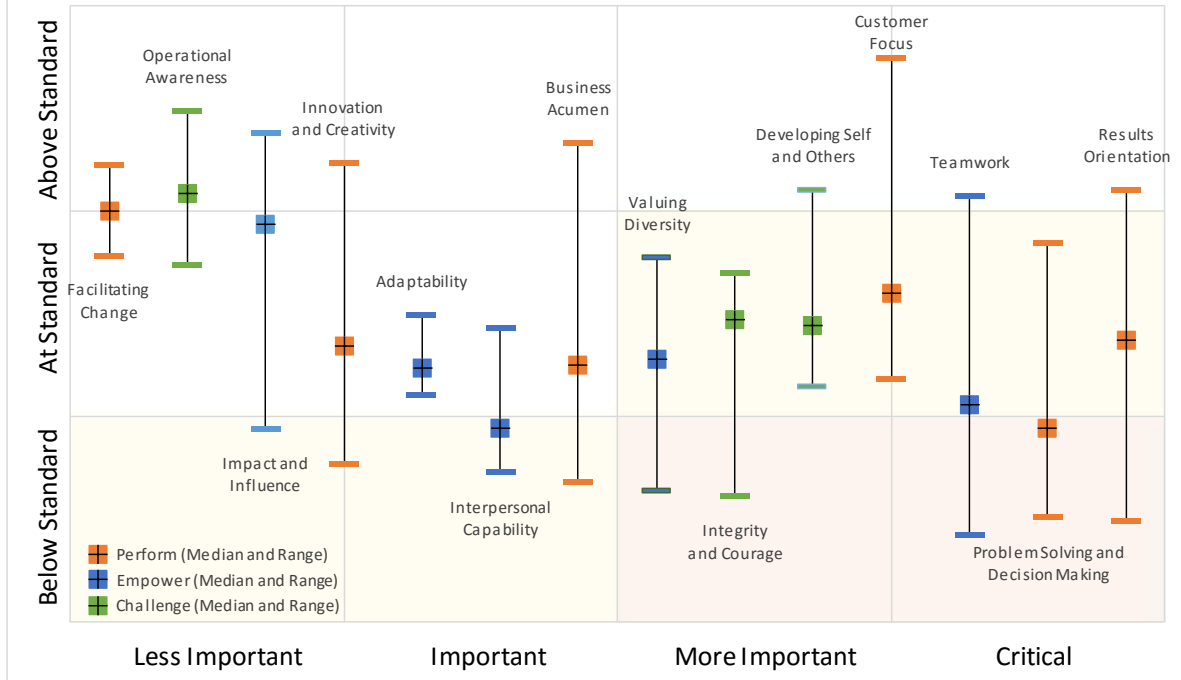 Above Standard
At Standard
Below Standard
Operational
Awareness
Facilitating
Change
Innovation
and Creativity
Impact and
Influence
Adaptability
Interpersonal
Capability
Business
Acumen
Valuing
Diversity
Integrity
and Courage
Developing Self
and Others
Customer
Focus
Teamwork
Problem Solving and
Decision Making
Results
Orientation
Perform (Median and Range)
Empower (Median and Range)
Challenge (Median and Range)
Less Important
Important
More Important
Critical